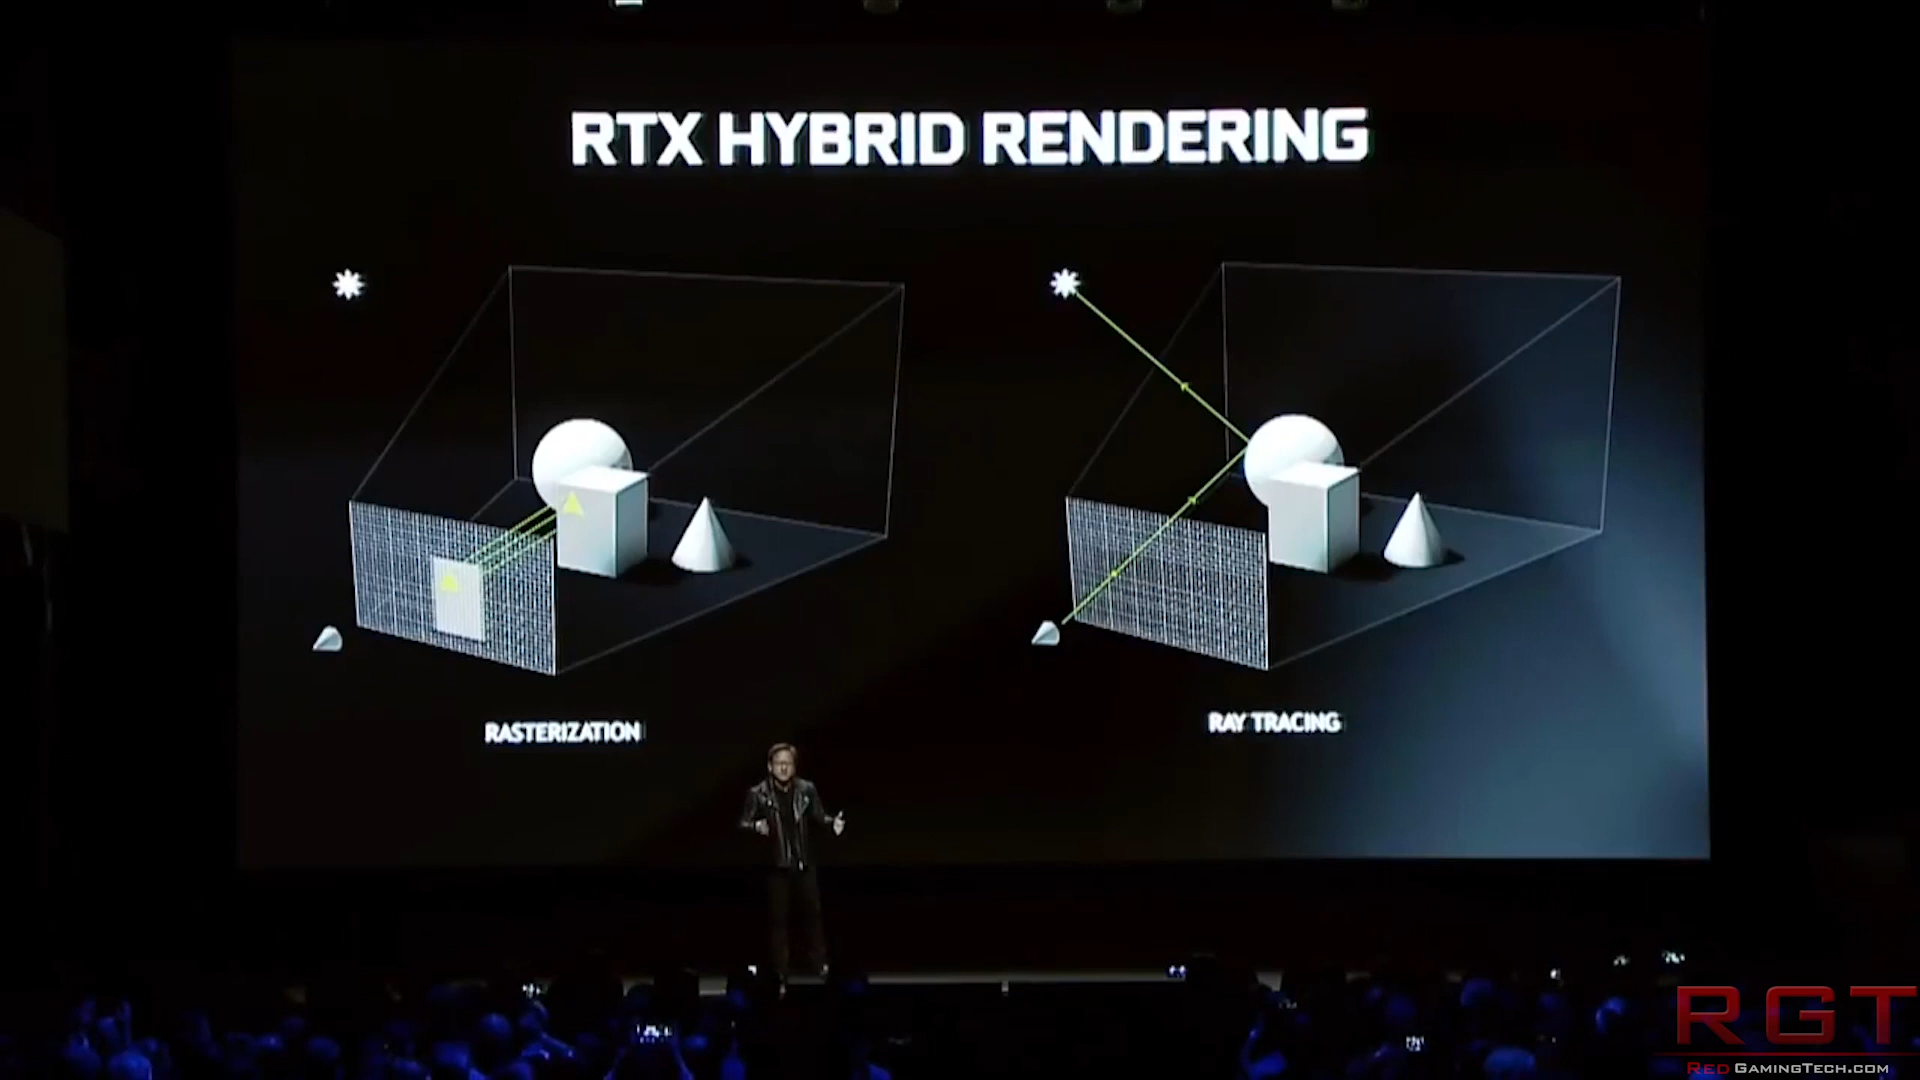 RTX HYBRID RENDERING
RASTERIZATION
RAY TRACING
RGT
REDGAMINGTECH.COM